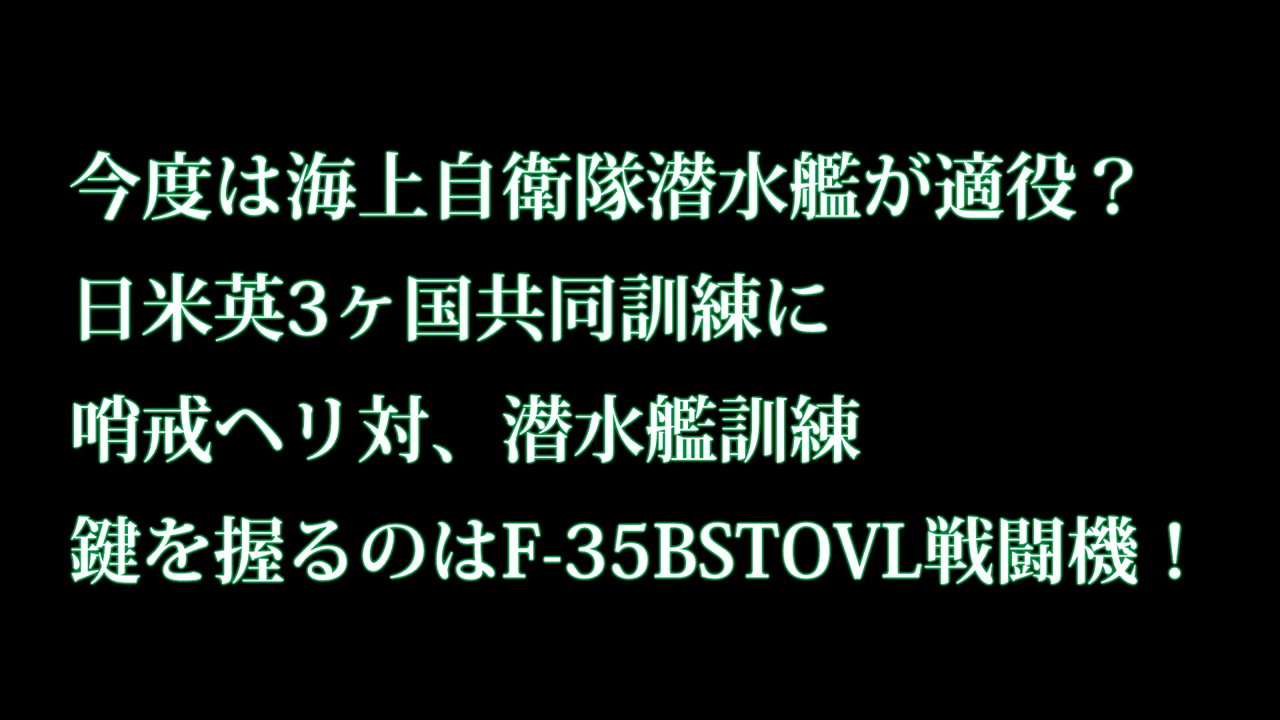 今度は海上自衛隊潜水艦が適役？
日米英3ヶ国共同訓練に
哨戒ヘリ対、潜水艦訓練
鍵を握るのはF-35BSTOVL戦闘機！